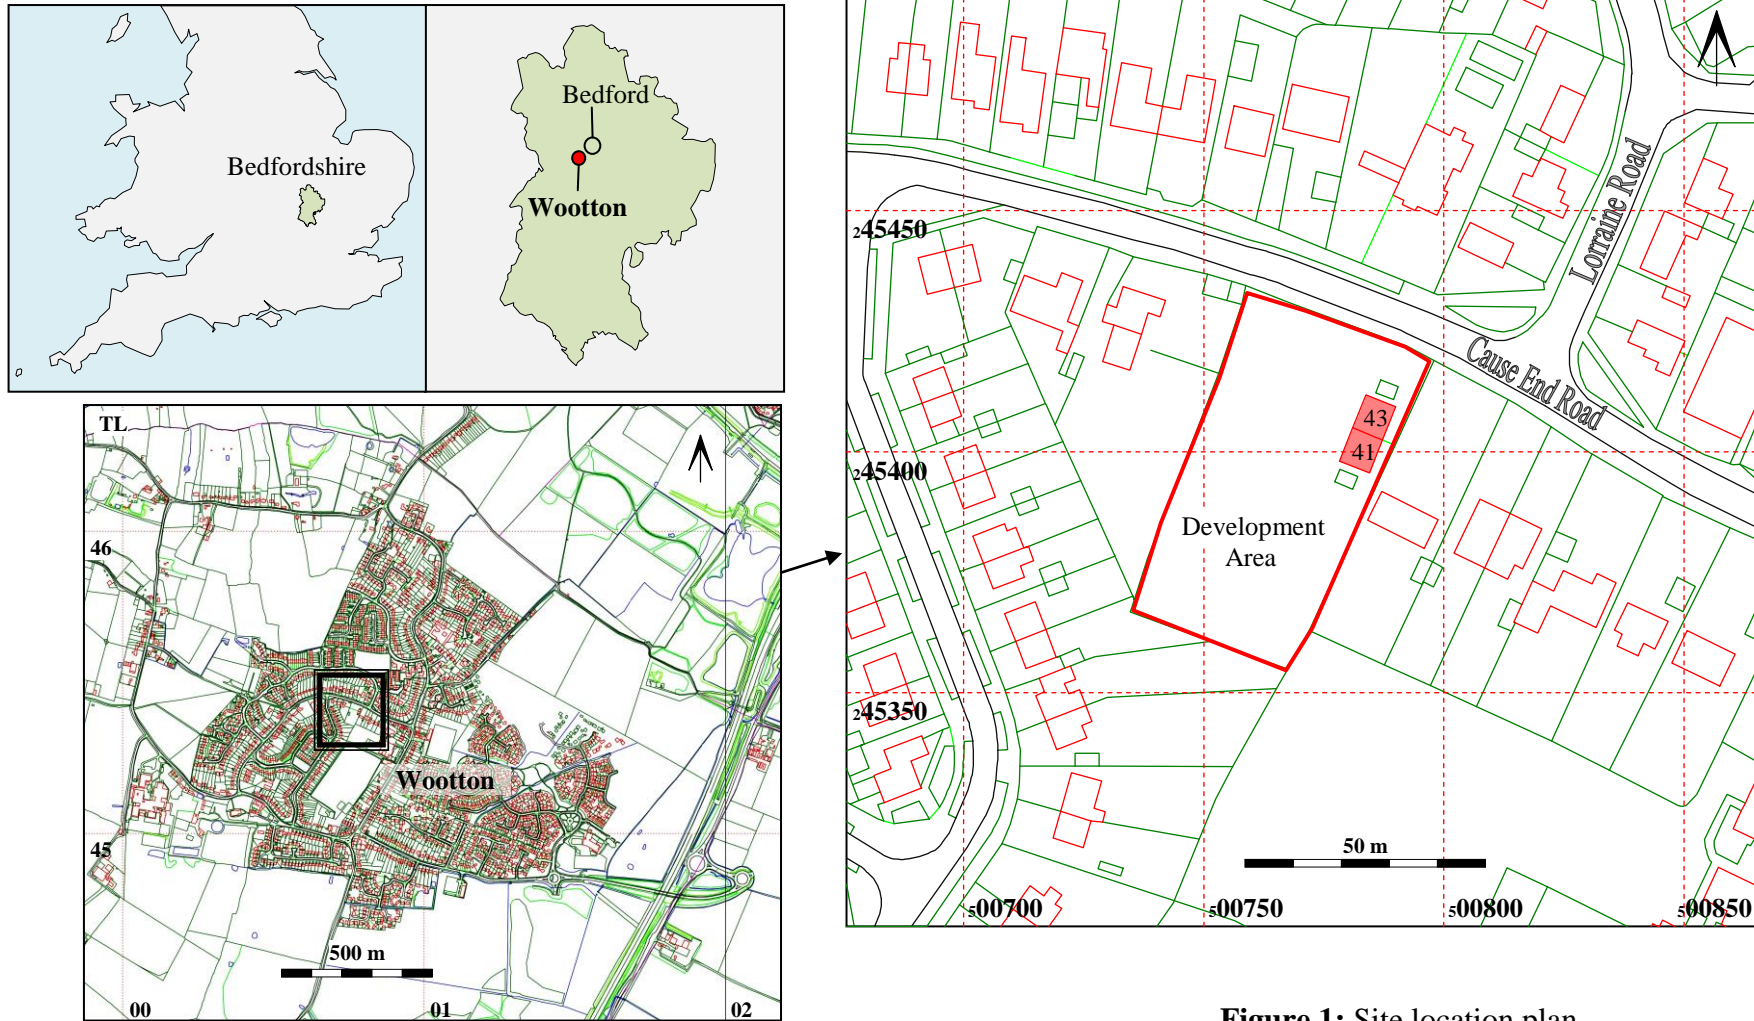 Bedfordshire
Bedford
Wootton
TL
46
45
Wootton
500 m
00
01
02
Lorraine Road
Cause End Road
245450
245400
245350
43
41
Development
Area
50 m
500700
500750
500800
500850
Figure 1: Site location plan